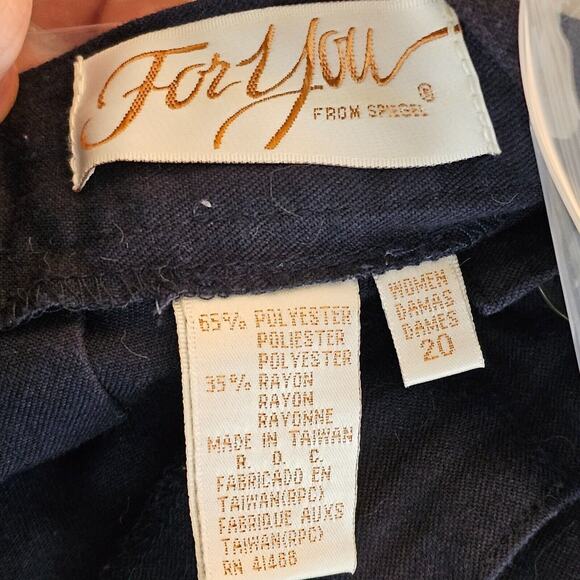 For You
FROM SPIEGEL ®
65% POLYESTER
POLIESTER
POLYESTER
35% RAYON
RAYON
RAYONNE
MADE IN TAIWAN
R. O. C.
FABRICADO EN
TAIWAN(RPC)
FABRIQUE AUXS
TAIWAN(RPC)
RN 41488
WOMEN
DAMAS
DAMES
20